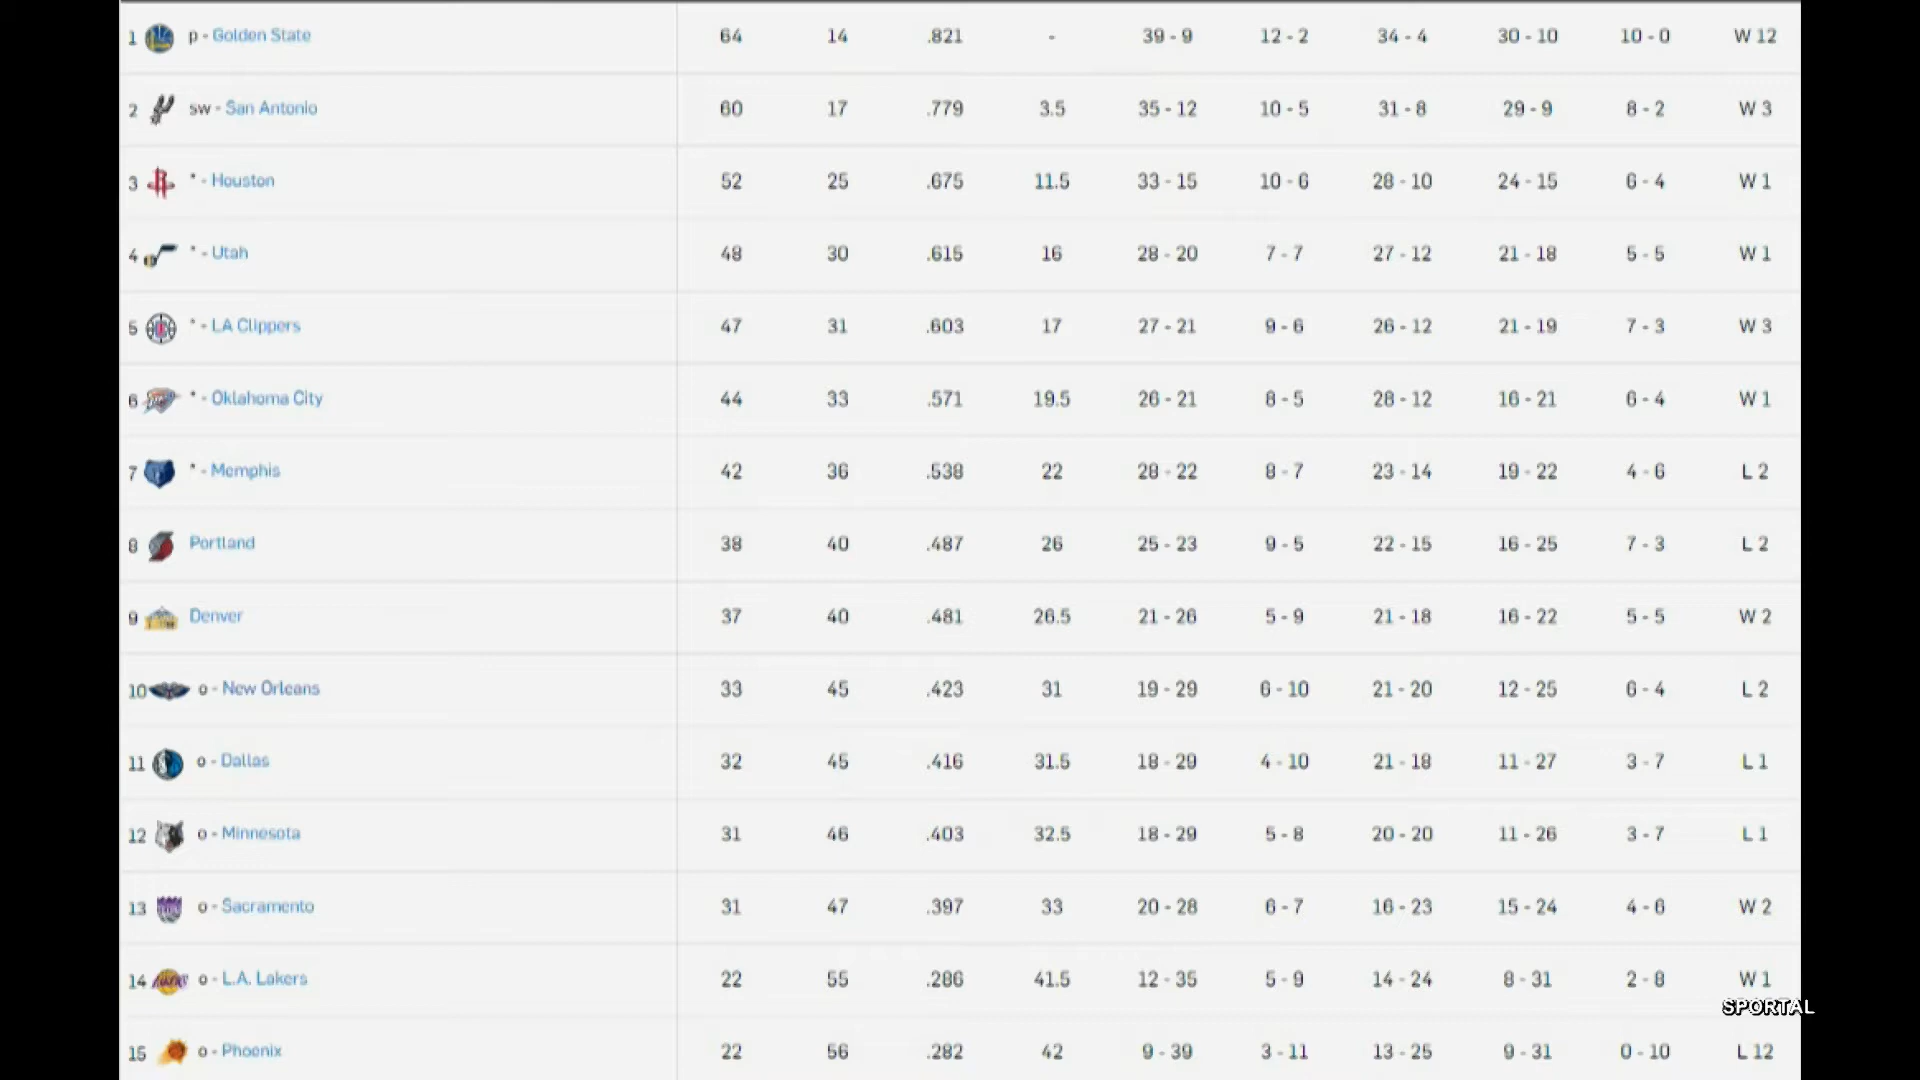 1 p - Golden State 64 14 .821 - 39 - 9 12 - 2 34 - 4 30 - 10 10 - 0 W 12
2 sw - San Antonio 60 17 .779 3.5 35 - 12 10 - 5 31 - 8 29 - 9 8 - 2 W 3
3 * - Houston 52 25 .675 11.5 33 - 15 10 - 6 28 - 10 24 - 15 6 - 4 W 1
4 * - Utah 48 30 .615 16 28 - 20 7 - 7 27 - 12 21 - 18 5 - 5 W 1
5 * - LA Clippers 47 31 .603 17 27 - 21 9 - 6 26 - 12 21 - 19 7 - 3 W 3
6 * - Oklahoma City 44 33 .571 19.5 26 - 21 8 - 5 28 - 12 16 - 21 6 - 4 W 1
7 * - Memphis 42 36 .538 22 28 - 22 8 - 7 23 - 14 19 - 22 4 - 6 L 2
8 Portland 38 40 .487 26 25 - 23 9 - 5 22 - 15 16 - 25 7 - 3 L 2
9 Denver 37 40 .481 26.5 21 - 26 5 - 9 21 - 18 16 - 22 5 - 5 W 2
10 o - New Orleans 33 45 .423 31 19 - 29 6 - 10 21 - 20 12 - 25 6 - 4 L 2
11 o - Dallas 32 45 .416 31.5 18 - 29 4 - 10 21 - 18 11 - 27 3 - 7 L 1
12 o - Minnesota 31 46 .403 32.5 18 - 29 5 - 8 20 - 20 11 - 26 3 - 7 L 1
13 o - Sacramento 31 47 .397 33 20 - 28 6 - 7 16 - 23 15 - 24 4 - 6 W 2
14 o - L.A. Lakers 22 55 .286 41.5 12 - 35 5 - 9 14 - 24 8 - 31 2 - 8 W 1
SPORTAL
15 o - Phoenix 22 56 .282 42 9 - 39 3 - 11 13 - 25 9 - 31 0 - 10 L 12